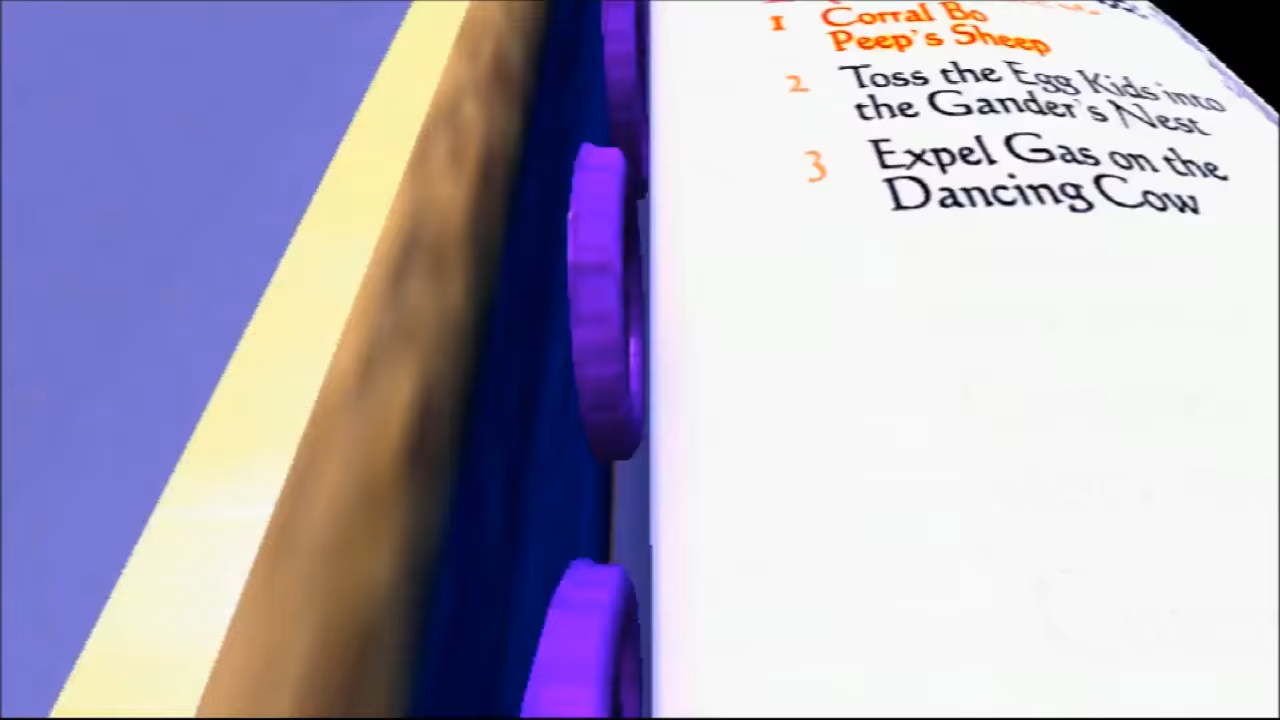 1 Corral Bo
Peep's Sheep
2 Toss the Egg Kids into
the Gander's Nest
3 Expel Gas on the
Dancing Cow